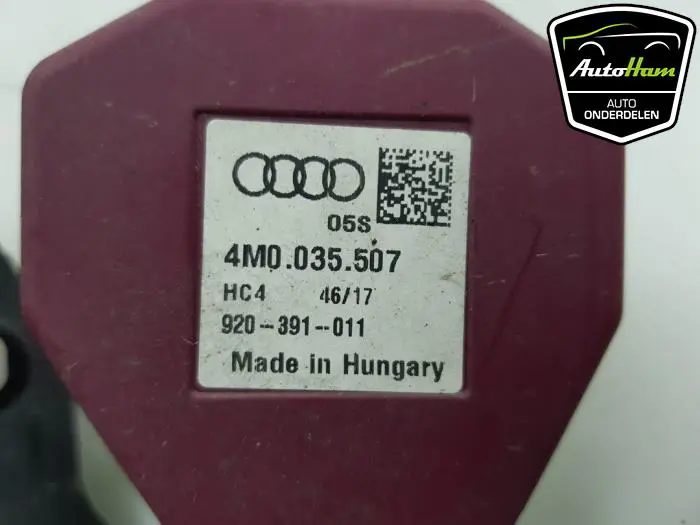 AutoHam
AUTO
ONDERDELEN
05S
4M0.035.507
HC4 46/17
920-391-011
Made in Hungary